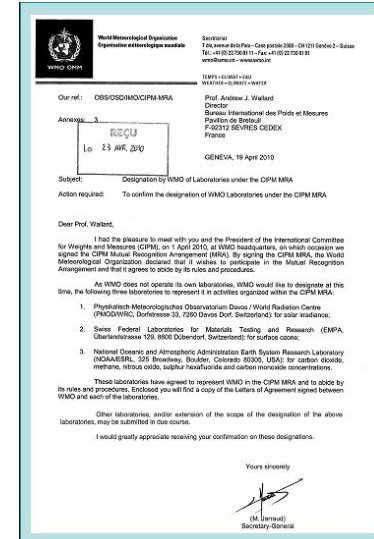 World Meteorological Organization
Organisation météorologique mondiale
Secrétariat
7 bis, avenue de la Paix – Case postale 2300 – CH 1211 Genève 2 – Suisse
Tél.: +41 (0) 22 730 81 11 – Fax: +41 22 730 81 81
wmo@wmo.int – www.wmo.int
WMO OMM
TEMPS • CLIMAT • EAU
WEATHER • CLIMATE • WATER
Our ref.: OBS/OSD/IMO/CIPM-MRA
Annexes: 3
Prof. Andrew J. Wallard
Director
Bureau International des Poids et Mesures
Pavillon de Breteuil
F-92312 SEVRES CEDEX
France
REÇU
Le 23 AVR. 2010
GENEVA, 19 April 2010
Subject: Designation by WMO of Laboratories under the CIPM MRA
Action required: To confirm the designation of WMO Laboratories under the CIPM MRA
Dear Prof. Wallard,
I had the pleasure to meet with you and the President of the International Committee
for Weights and Measures (CIPM), on 1 April 2010, at WMO headquarters, on which occasion we
signed the CIPM Mutual Recognition Arrangement (MRA). By signing the CIPM MRA, the World
Meteorological Organization declared that it wishes to participate in the Mutual Recognition
Arrangement and that it agrees to abide by its rules and procedures.
As WMO does not operate its own laboratories, WMO would like to designate at this
time, the following three laboratories to represent it in activities organized within the CIPM MRA:
1. Physikalisch-Meteorologisches Observatorium Davos / World Radiation Centre
(PMOD/WRC, Dorfstrasse 33, 7260 Davos Dorf, Switzerland): for solar irradiance;
2. Swiss Federal Laboratories for Materials Testing and Research (EMPA,
Überlandstrasse 129, 8600 Dübendorf, Switzerland): for surface ozone;
3. National Oceanic and Atmospheric Administration Earth System Research Laboratory
(NOAA/ESRL, 325 Broadway, Boulder, Colorado 80305, USA): for carbon dioxide,
methane, nitrous oxide, sulphur hexafluoride and carbon monoxide concentrations.
These laboratories have agreed to represent WMO in the CIPM MRA and to abide by
its rules and procedures. Enclosed you will find a copy of the Letters of Agreement signed between
WMO and each of the laboratories.
Other laboratories, and/or extension of the scope of the designation of the above
laboratories, may be submitted in due course.
I would greatly appreciate receiving your confirmation on these designations.
Yours sincerely
(M. Jarraud)
Secretary-General